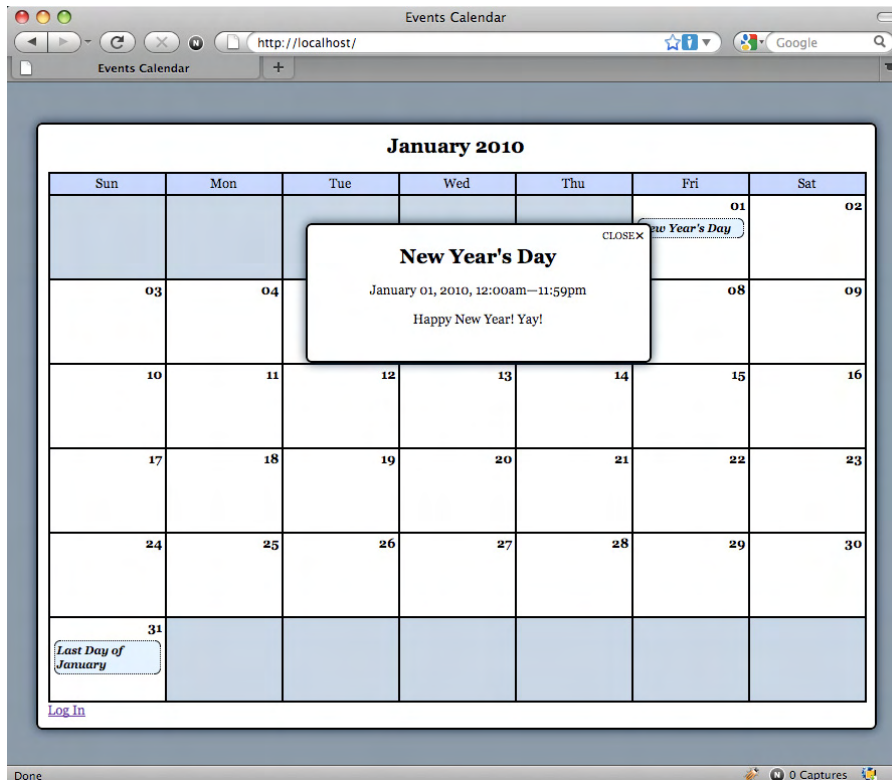 Events Calendar
http://localhost/
Google
Events Calendar
January 2010
Sun Mon Tue Wed Thu Fri Sat
01 02
New Year's Day
CLOSE✕
New Year's Day
January 01, 2010, 12:00am—11:59pm
Happy New Year! Yay!
03 04 08 09
10 11 12 13 14 15 16
17 18 19 20 21 22 23
24 25 26 27 28 29 30
31
Last Day of
January
Log In
Done 0 Captures